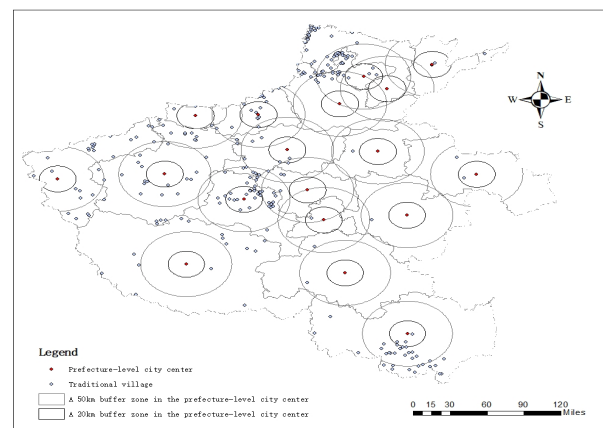 N
W E
S
Legend
Prefecture-level city center
Traditional village
A 50km buffer zone in the prefecture-level city center
A 20km buffer zone in the prefecture-level city center
0 15 30 60 90 120
Miles